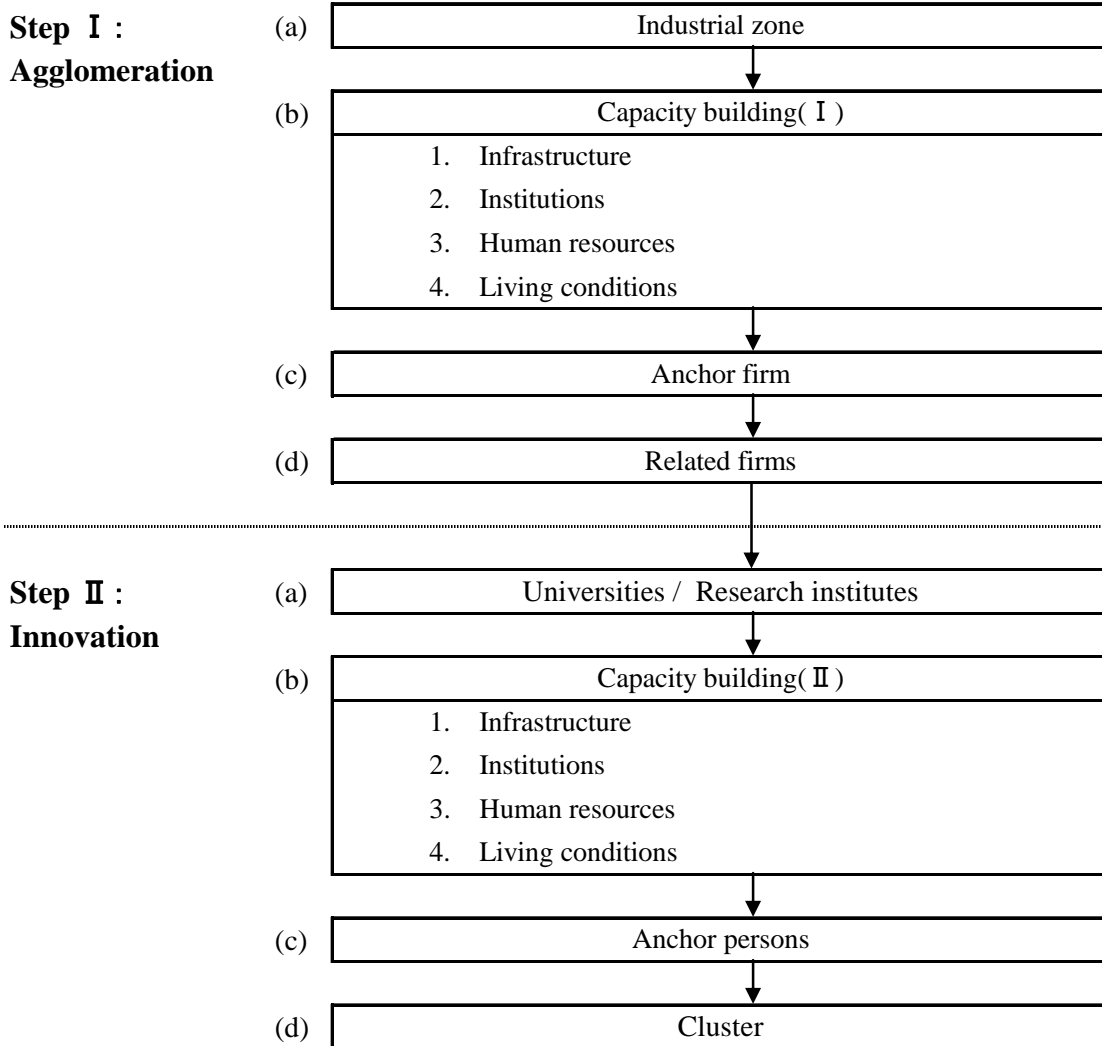 Step Ⅰ :
Agglomeration
(a) Industrial zone
(b) Capacity building(Ⅰ)
1. Infrastructure
2. Institutions
3. Human resources
4. Living conditions
(c) Anchor firm
(d) Related firms
Step Ⅱ :
Innovation
(a) Universities / Research institutes
(b) Capacity building(Ⅱ)
1. Infrastructure
2. Institutions
3. Human resources
4. Living conditions
(c) Anchor persons
(d) Cluster